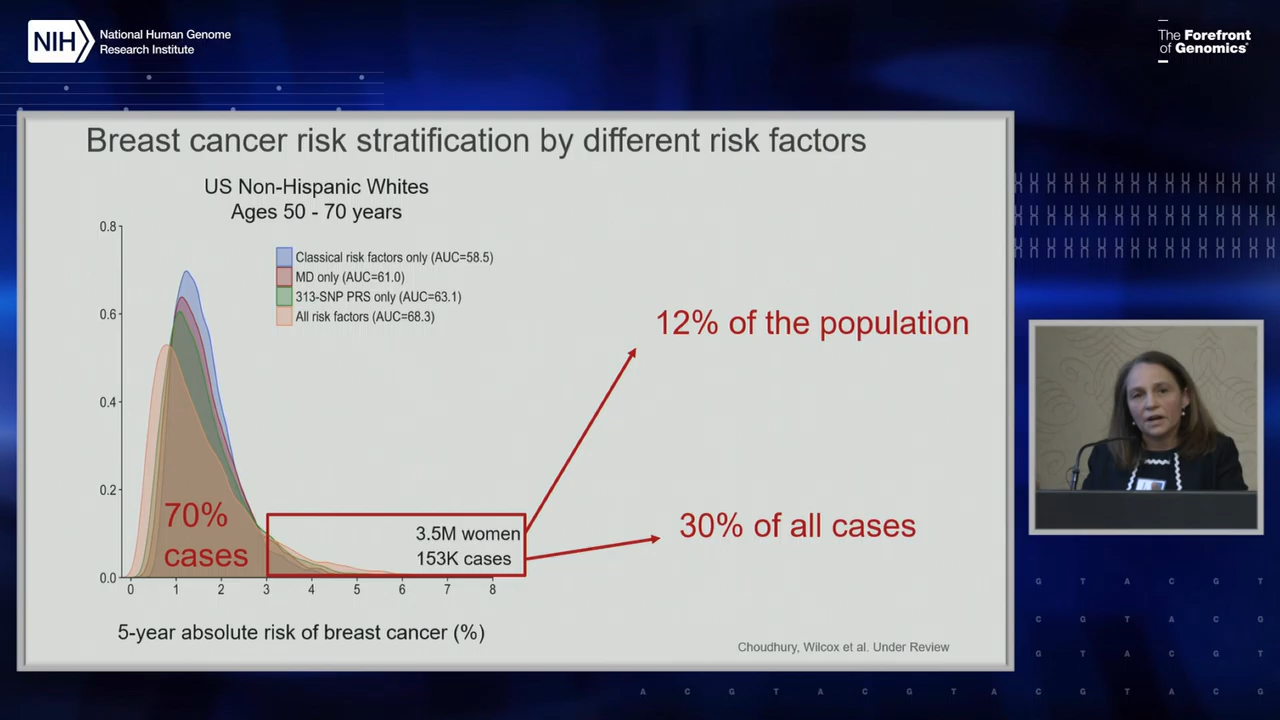 NIH
National Human Genome
Research Institute
The Forefront
of Genomics®
Breast cancer risk stratification by different risk factors
US Non-Hispanic Whites
Ages 50 - 70 years
0.8
0.6
0.4
0.2
0.0
Classical risk factors only (AUC=58.5)
MD only (AUC=61.0)
313-SNP PRS only (AUC=63.1)
All risk factors (AUC=68.3)
12% of the population
70%
cases
3.5M women
153K cases
30% of all cases
0 1 2 3 4 5 6 7 8
5-year absolute risk of breast cancer (%)
Choudhury, Wilcox et al. Under Review
G T A C G T
C G T A C G
G T A C G T
A C G T A C G T A C G T A C G